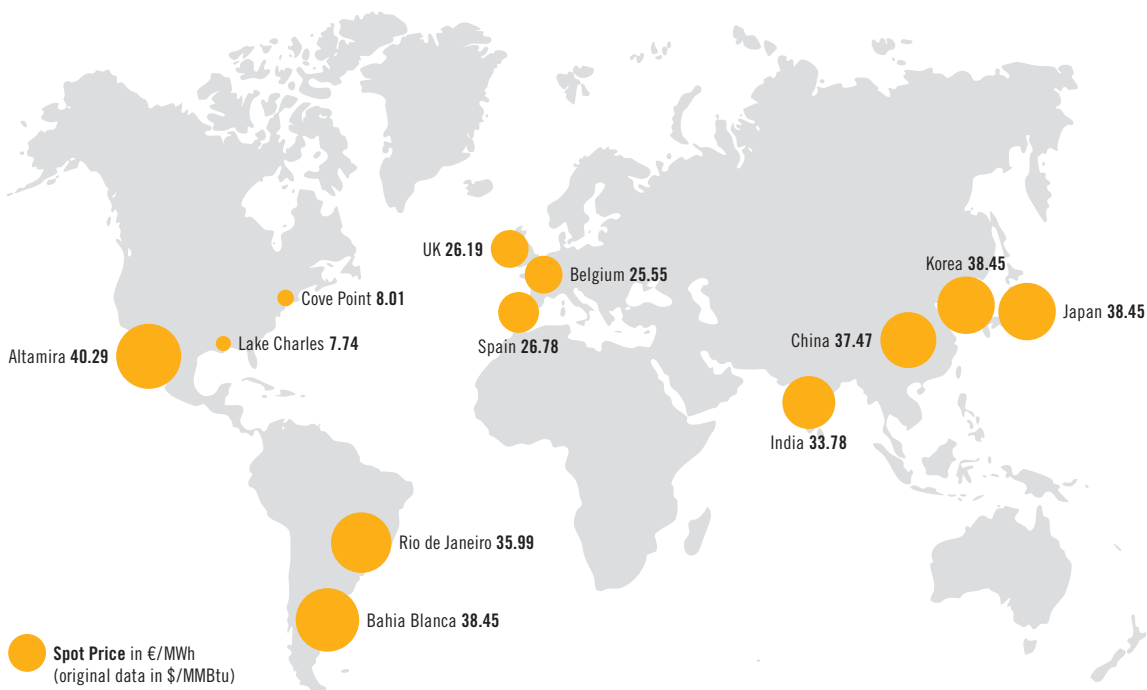 UK 26.19
Belgium 25.55
Korea 38.45
Cove Point 8.01
Japan 38.45
Lake Charles 7.74
China 37.47
Spain 26.78
Altamira 40.29
India 33.78
Rio de Janeiro 35.99
Bahia Blanca 38.45
Spot Price in €/MWh
(original data in $/MMBtu)